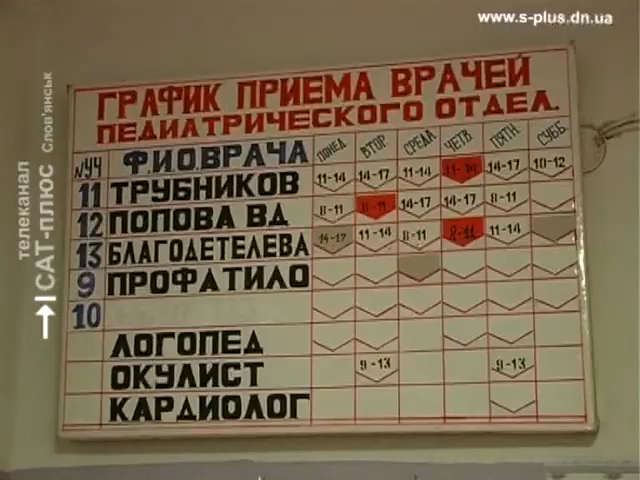 www.s-plus.dn.ua
ГРАФИК ПРИЕМА ВРАЧЕЙ
ПЕДИАТРИЧЕСКОГО ОТДЕЛ.
№УЧ Ф.И.О.ВРАЧА ПОНЕД ВТОР СРЕДА ЧЕТВ ПЯТН. СУББ
11 ТРУБНИКОВ 11-14 14-17 11-14 11-14 14-17 10-12
12 ПОПОВА ВД 8-11 8-11 14-17 14-17 8-11
13 БЛАГОДЕТЕЛЕВА 14-17 11-14 8-11 8-11 11-14
9 ПРОФАТИЛО
10
ЛОГОПЕД
ОКУЛИСТ 9-13 9-13
КАРДИОЛОГ
телеканал САТ-ПЛЮС Слов'янськ